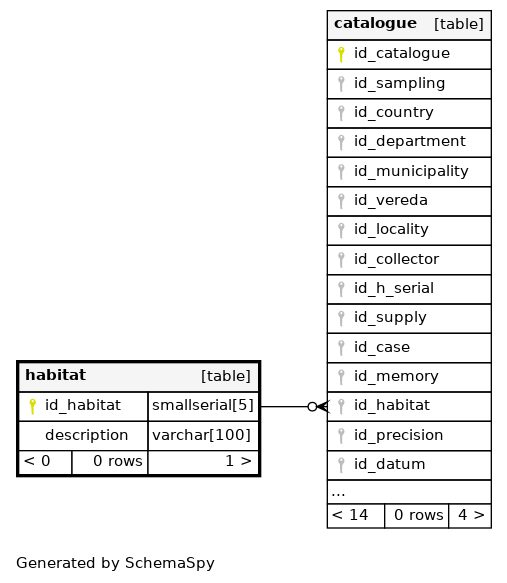 catalogue [table]
id_catalogue
id_sampling
id_country
id_department
id_municipality
id_vereda
id_locality
id_collector
id_h_serial
id_supply
id_case
id_memory
id_habitat
id_precision
id_datum
...
< 14 0 rows 4 >
habitat [table]
id_habitat smallserial[5]
description varchar[100]
< 0 0 rows 1 >
Generated by SchemaSpy